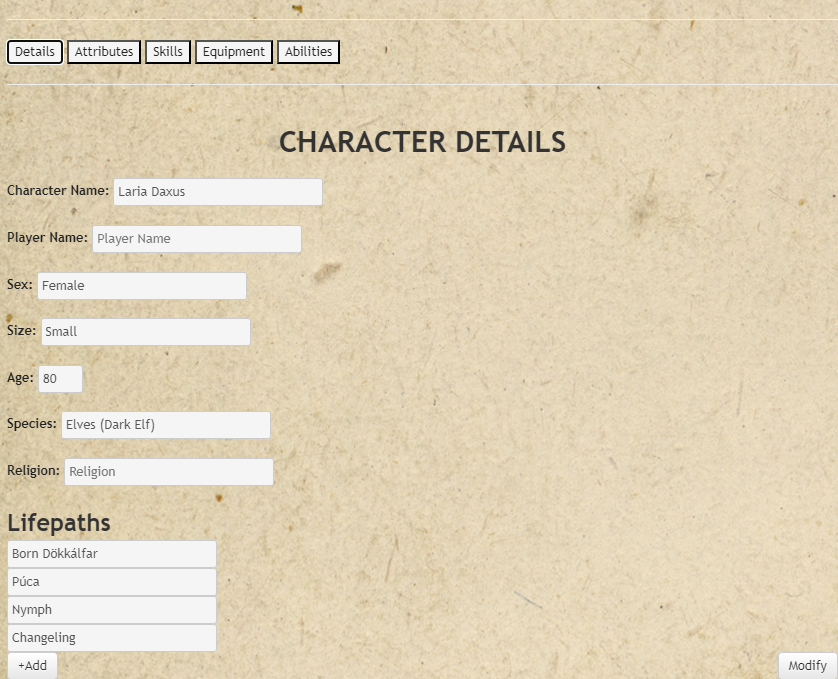 Details Attributes Skills Equipment Abilities
CHARACTER DETAILS
Character Name: Laria Daxus
Player Name: Player Name
Sex: Female
Size: Small
Age: 80
Species: Elves (Dark Elf)
Religion: Religion
Lifepaths
Born Dökkálfar
Púca
Nymph
Changeling
+Add Modify